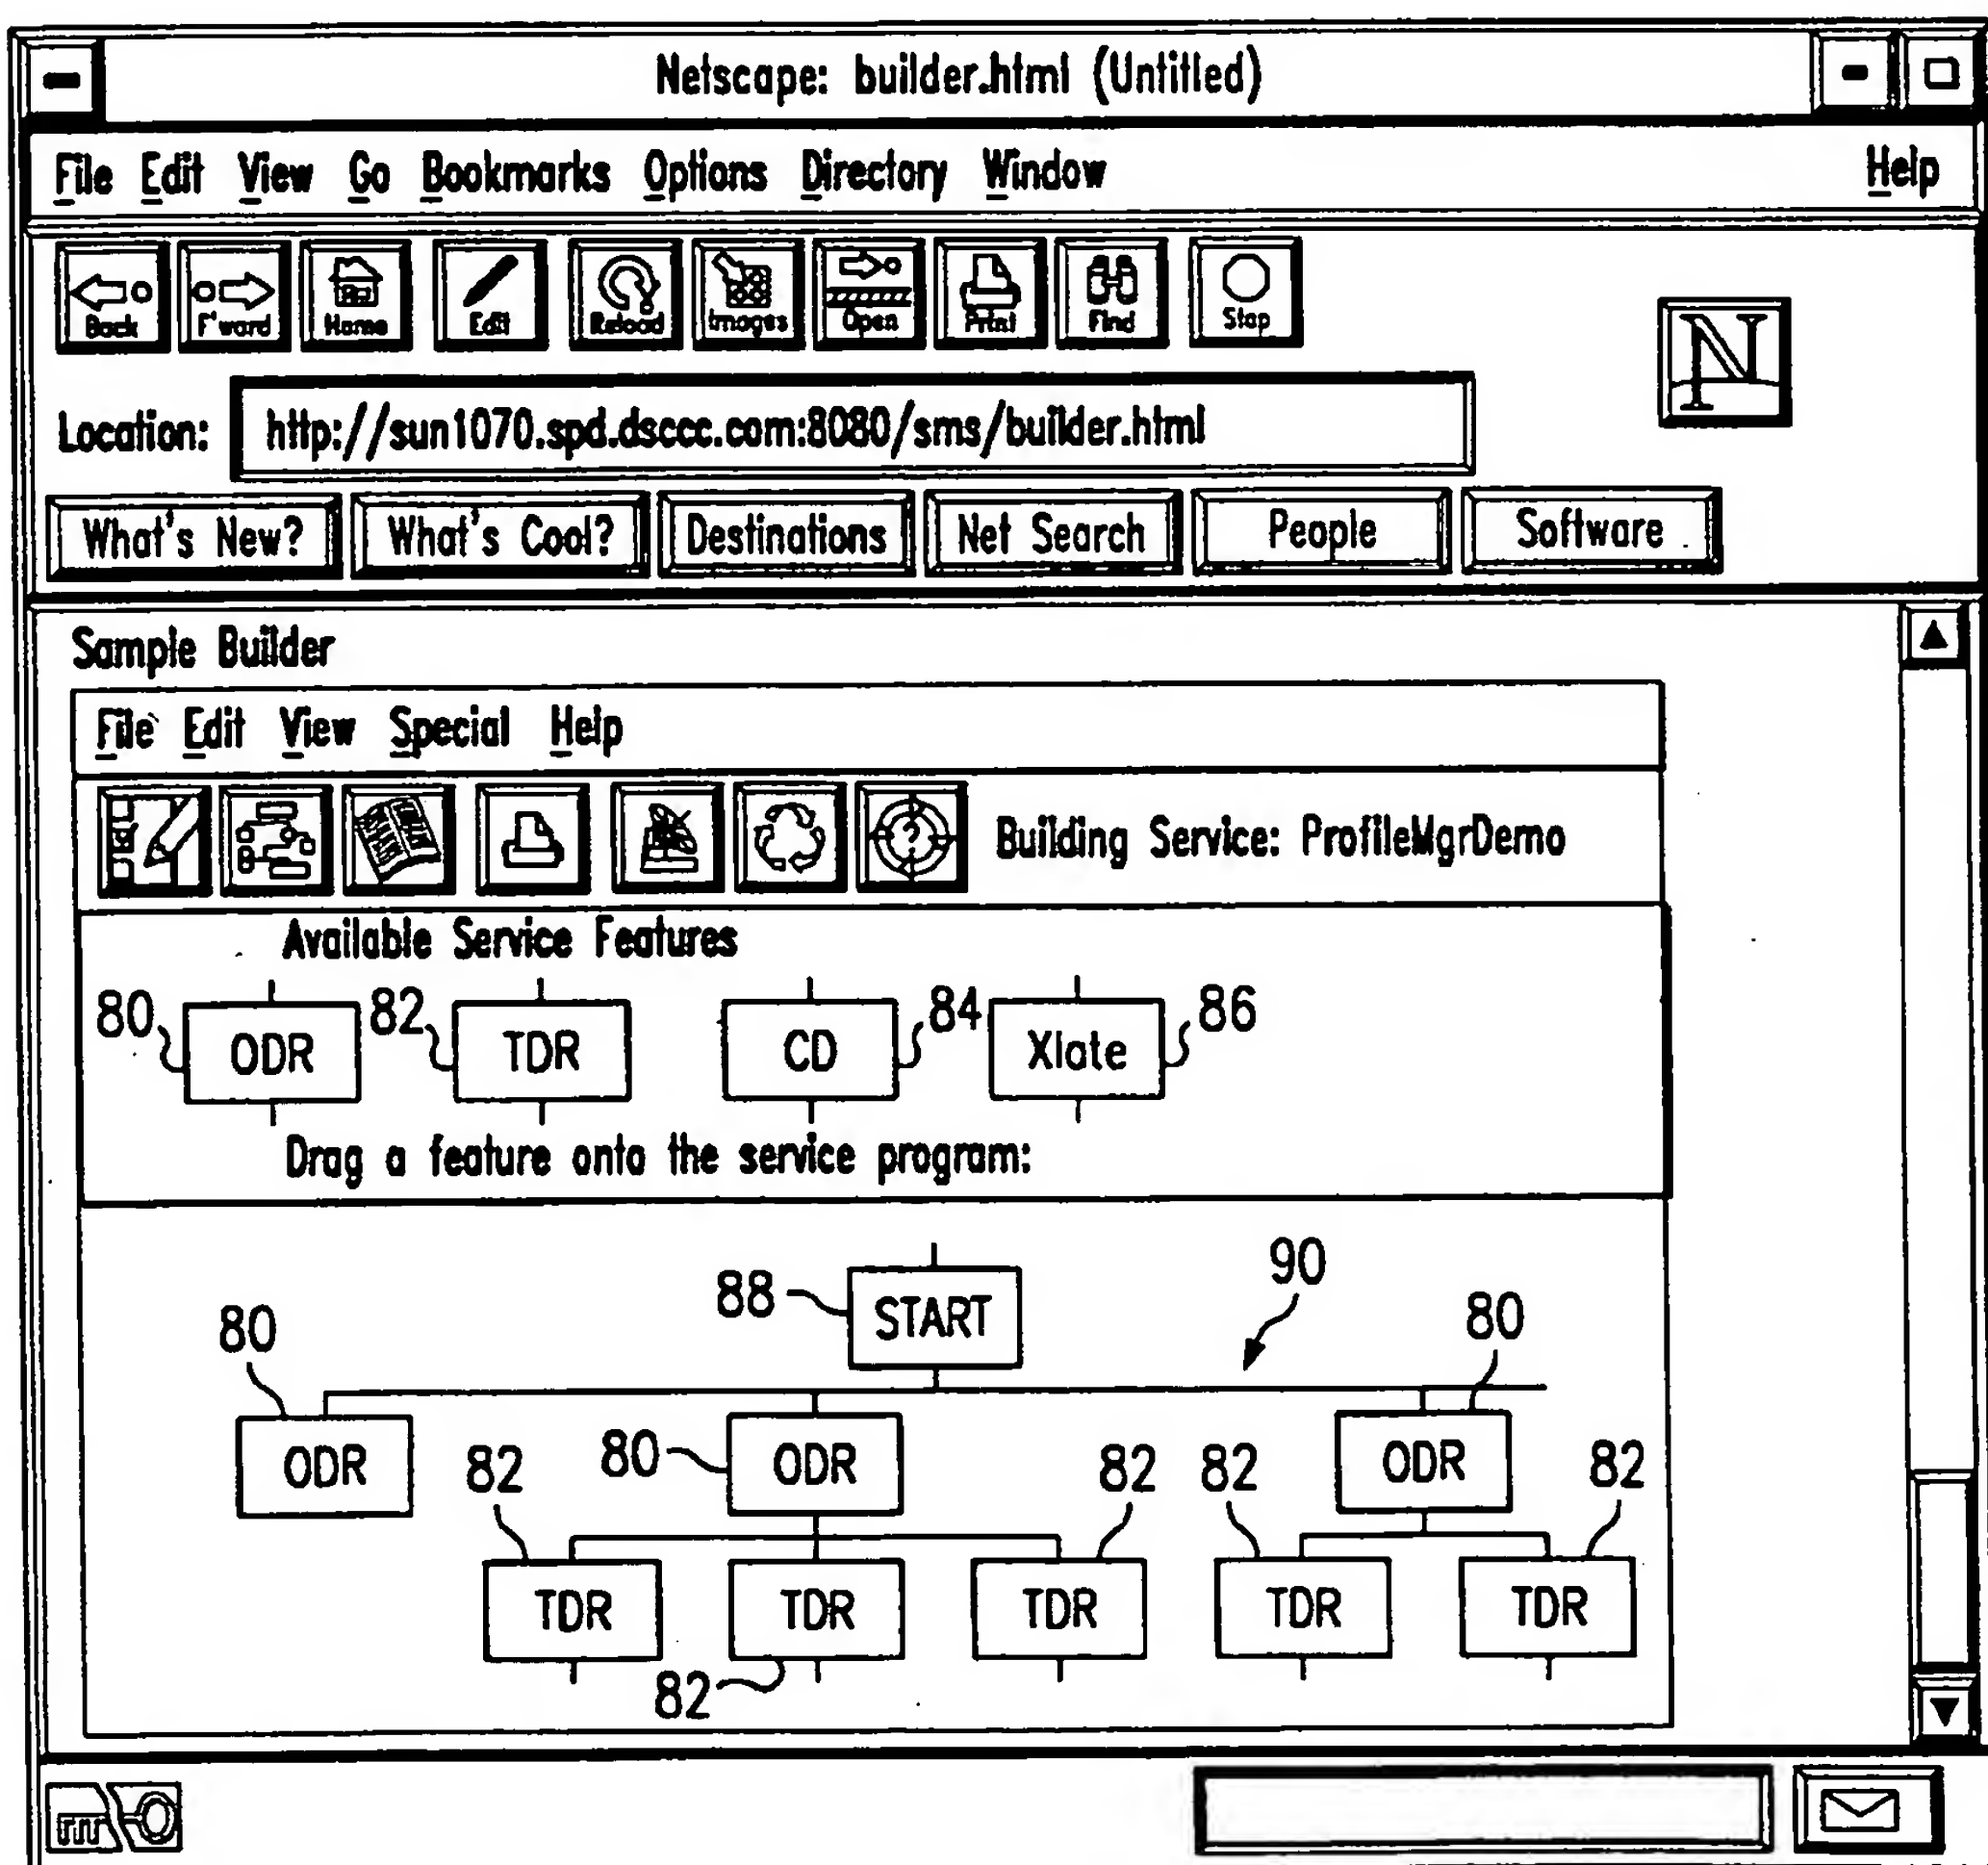 Netscape: builder.html (Untitled)
File Edit View Go Bookmarks Options Directory Window Help
Back F'ward Home Edit Reload Images Open Print Find Stop
N
Location: http://sun1070.spd.dsccc.com:8080/sms/builder.html
What's New? What's Cool? Destinations Net Search People Software
Sample Builder
File Edit View Special Help
? Building Service: ProfileMgrDemo
Available Service Features
80 ODR 82 TDR CD 84 Xlate 86
Drag a feature onto the service program:
88 START 90
80 80
ODR 82 80 ODR 82 82 ODR 82
TDR TDR TDR TDR TDR
82